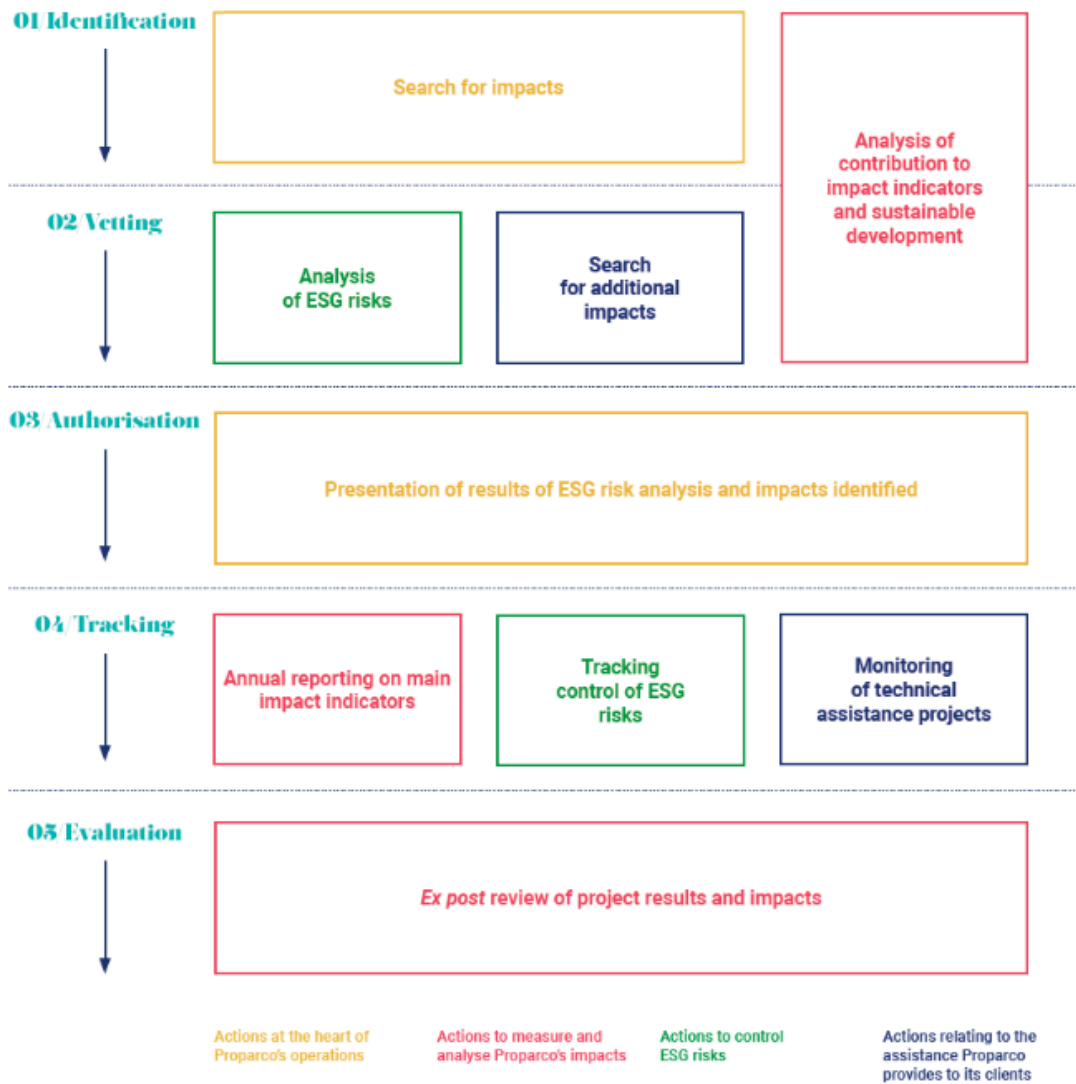 01/Identification
Search for impacts
Analysis of
contribution to
impact indicators
and sustainable
development
02/Vetting
Analysis
of ESG risks
Search
for additional
impacts
03/Authorisation
Presentation of results of ESG risk analysis and impacts identified
04/Tracking
Annual reporting on main
impact indicators
Tracking
control of ESG
risks
Monitoring
of technical
assistance projects
05/Evaluation
Ex post review of project results and impacts
Actions at the heart of
Proparco's operations
Actions to measure and
analyse Proparco's impacts
Actions to control
ESG risks
Actions relating to the
assistance Proparco
provides to its clients